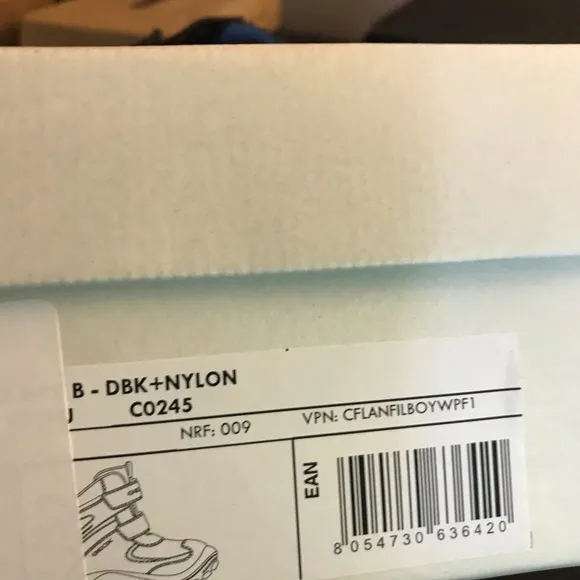 B - DBK+NYLON
C0245
NRF: 009
VPN: CFLANFILBOYWPF1
EAN
8 054730 636420